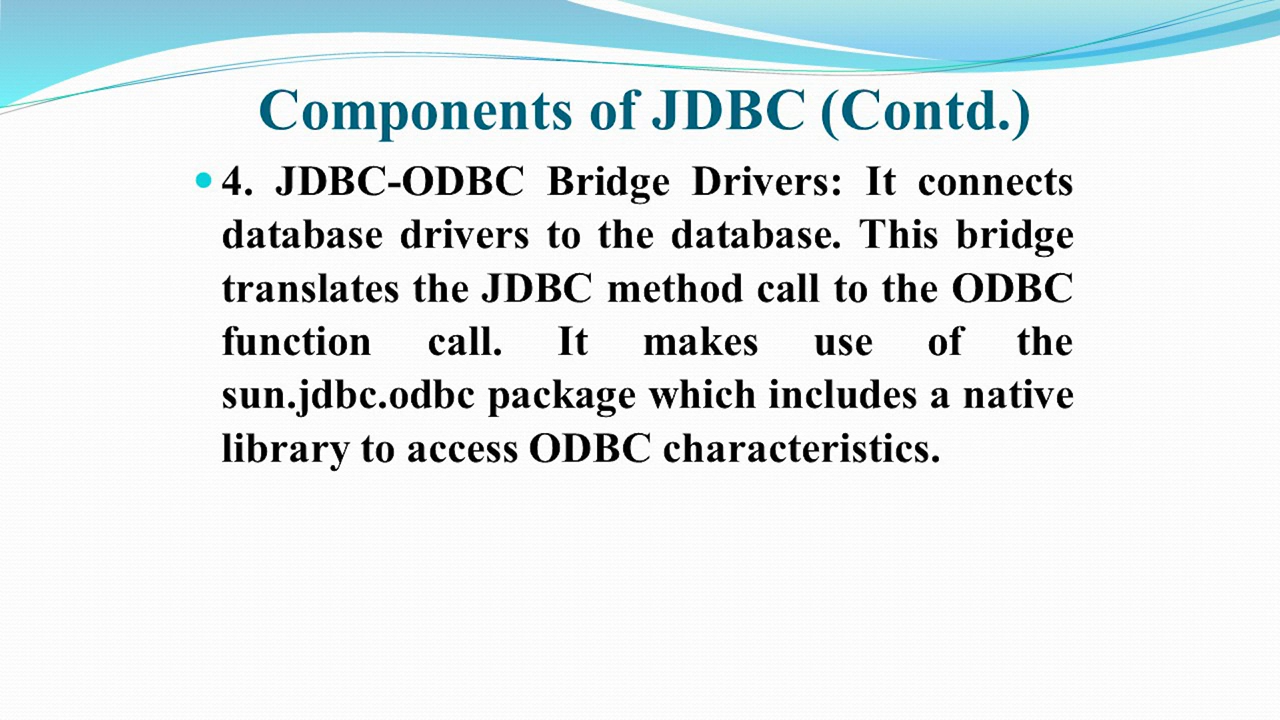 Components of JDBC (Contd.)
4. JDBC-ODBC Bridge Drivers: It connects
database drivers to the database. This bridge
translates the JDBC method call to the ODBC
function call. It makes use of the
sun.jdbc.odbc package which includes a native
library to access ODBC characteristics.